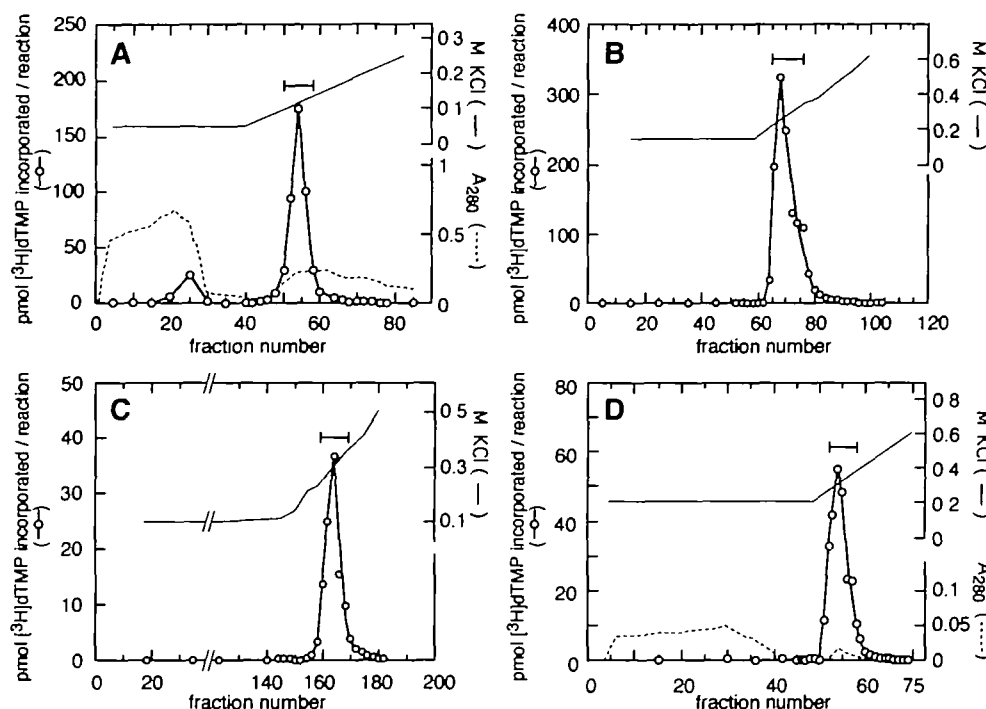 A
250
200
150
100
50
0
0 20 40 60 80
fraction number
pmol [³H]dTMP incorporated / reaction
(-o-)
0 3
0 2
0 1
0
M KCl (—)
1
0.5
0
A280 (.....)
B
400
300
200
100
0
0 20 40 60 80 100 120
fraction number
pmol [³H]dTMP incorporated / reaction
(-o-)
0.6
0.4
0 2
0
M KCl (—)
C
50
40
30
20
10
0
0 20 140 160 180 200
fraction number
pmol [³H]dTMP incorporated / reaction
(-o-)
0 5
0.3
0.1
M KCl (—)
D
80
60
40
20
0
0 20 40 60 75
fraction number
pmol [³H]dTMP incorporated / reaction
(-o-)
0 8
0.6
0.4
0.2
0
M KCl (—)
0.1
0.05
0
A280 (.....)